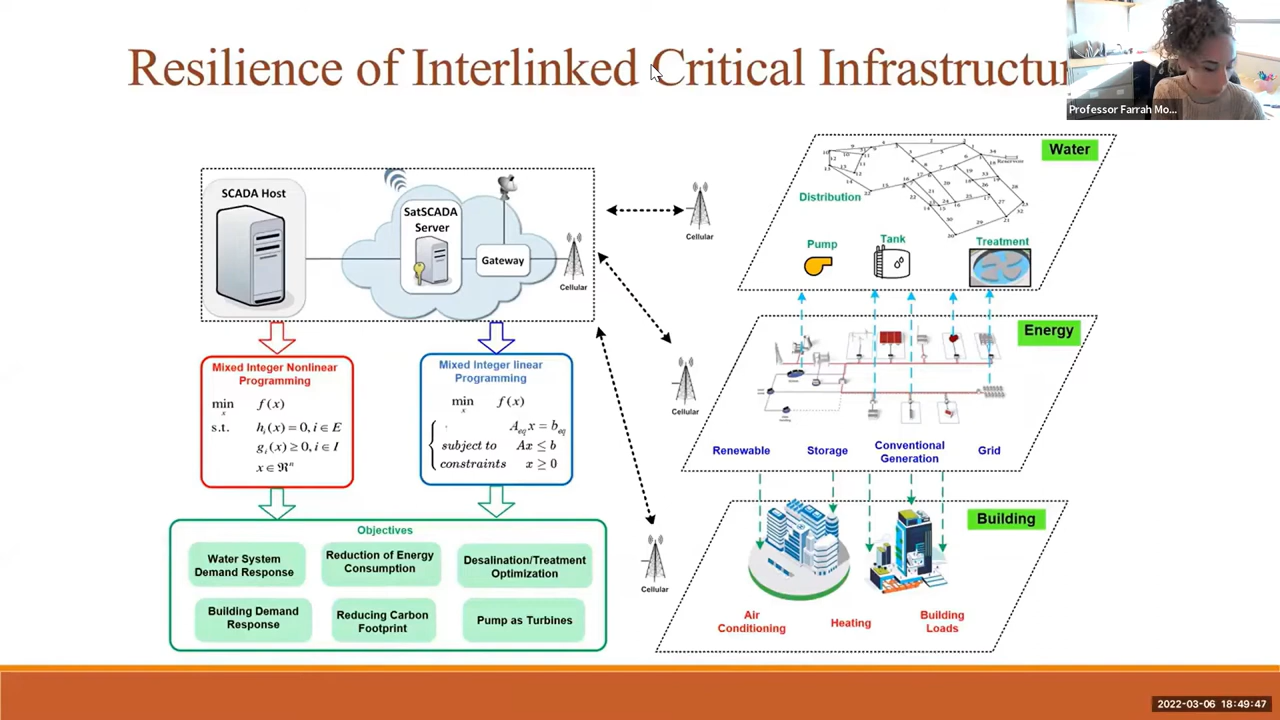 Resilience of Interlinked Critical Infrastructur
Professor Farrah Mo...
SCADA Host
SatSCADA
Server
Gateway
Cellular
Cellular
Cellular
Cellular
Water
Reservoir
Distribution
Pump
Tank
Treatment
Energy
Renewable
Storage
Conventional
Generation
Grid
Building
Air
Conditioning
Heating
Building
Loads
Mixed Integer Nonlinear
Programming
min f(x)
x
s.t. hᵢ(x) = 0, i ∈ E
gᵢ(x) ≥ 0, i ∈ I
x ∈ ℜⁿ
Mixed Integer linear
Programming
min f(x)
x
A_eq x = b_eq
subject to Ax ≤ b
constraints x ≥ 0
Objectives
Water System
Demand Response
Reduction of Energy
Consumption
Desalination/Treatment
Optimization
Building Demand
Response
Reducing Carbon
Footprint
Pump as Turbines
2022-03-06 18:49:47